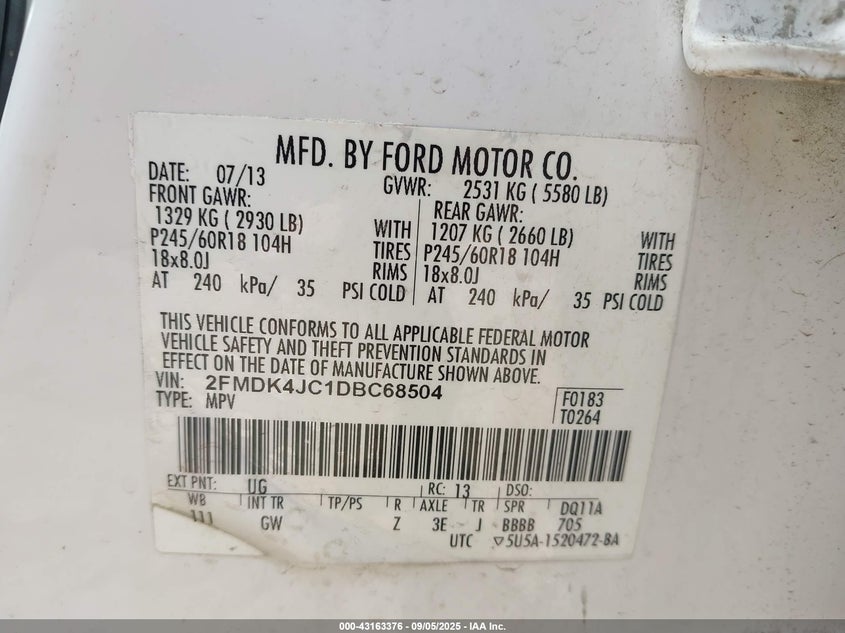 MFD. BY FORD MOTOR CO.
DATE: 07/13
GVWR: 2531 KG ( 5580 LB)
FRONT GAWR:
1329 KG ( 2930 LB) WITH
P245/60R18 104H TIRES
18x8.0J RIMS
AT 240 kPa/ 35 PSI COLD
REAR GAWR:
1207 KG ( 2660 LB) WITH
P245/60R18 104H TIRES
18x8.0J RIMS
AT 240 kPa/ 35 PSI COLD
THIS VEHICLE CONFORMS TO ALL APPLICABLE FEDERAL MOTOR
VEHICLE SAFETY AND THEFT PREVENTION STANDARDS IN
EFFECT ON THE DATE OF MANUFACTURE SHOWN ABOVE.
VIN: 2FMDK4JC1DBC68504
TYPE: MPV
F0183
T0264
EXT PNT: UG RC: 13 DSO:
WB INT TR TP/PS R AXLE TR SPR DQ11A
111 GW Z 3E J BBBB 705
UTC ▽5U5A-1520472-BA
000-43163376 - 09/05/2025 - IAA Inc.